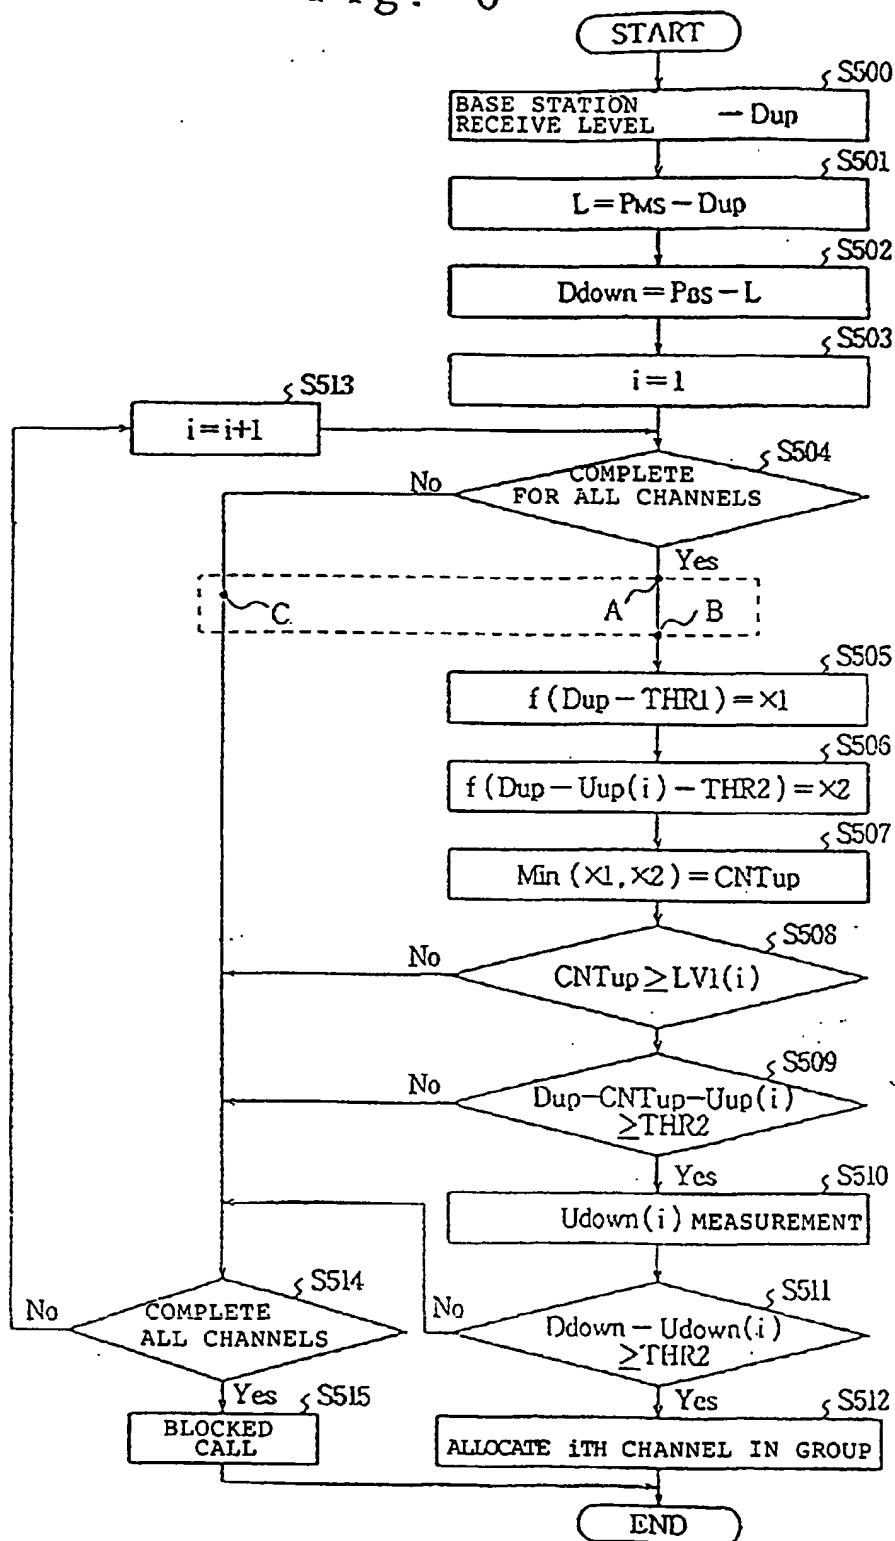 START
S500
BASE STATION
RECEIVE LEVEL — Dup
S501
L=PMS-Dup
S502
Ddown=PBS-L
S503
i=1
S513
i=i+1
S504
COMPLETE
FOR ALL CHANNELS
No
Yes
C
A
B
S505
f(Dup-THR1)=X1
S506
f(Dup-Uup(i)-THR2)=X2
S507
Min (X1,X2)=CNTup
S508
CNTup≥LV1(i)
No
S509
Dup-CNTup-Uup(i)
≥THR2
No
Yes
S510
Udown(i) MEASUREMENT
S511
Ddown-Udown(i)
≥THR2
No
Yes
S514
COMPLETE
ALL CHANNELS
No
Yes
S515
BLOCKED
CALL
S512
ALLOCATE iTH CHANNEL IN GROUP
END